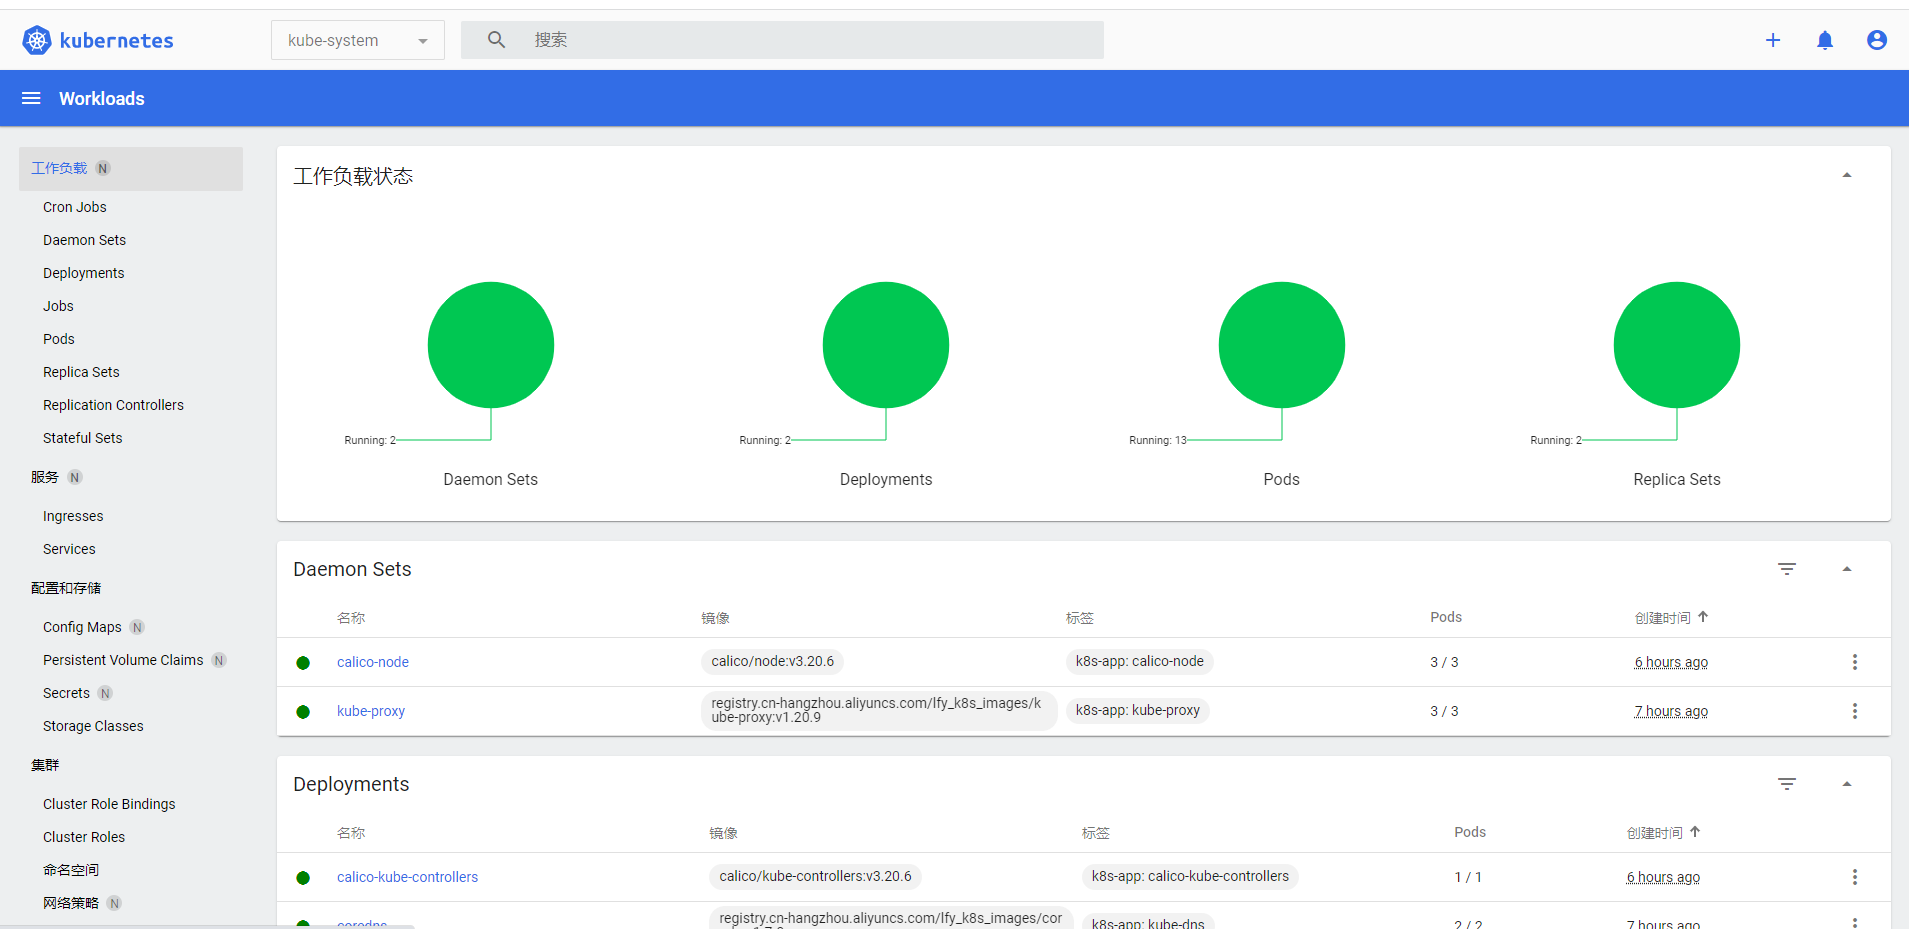 kubernetes
kube-system
搜索
Workloads
工作负载 N
Cron Jobs
Daemon Sets
Deployments
Jobs
Pods
Replica Sets
Replication Controllers
Stateful Sets
服务 N
Ingresses
Services
配置和存储
Config Maps N
Persistent Volume Claims N
Secrets N
Storage Classes
集群
Cluster Role Bindings
Cluster Roles
命名空间
网络策略 N
工作负载状态
Running: 2
Running: 2
Running: 13
Running: 2
Daemon Sets
Deployments
Pods
Replica Sets
Daemon Sets
名称 镜像 标签 Pods 创建时间
calico-node calico/node:v3.20.6 k8s-app: calico-node 3 / 3 6 hours ago
kube-proxy registry.cn-hangzhou.aliyuncs.com/lfy_k8s_images/k
ube-proxy:v1.20.9 k8s-app: kube-proxy 3 / 3 7 hours ago
Deployments
名称 镜像 标签 Pods 创建时间
calico-kube-controllers calico/kube-controllers:v3.20.6 k8s-app: calico-kube-controllers 1 / 1 6 hours ago
coredns registry.cn-hangzhou.aliyuncs.com/lfy_k8s_images/cor
k8s-app: kube-dns 2 / 2 7 hours ago